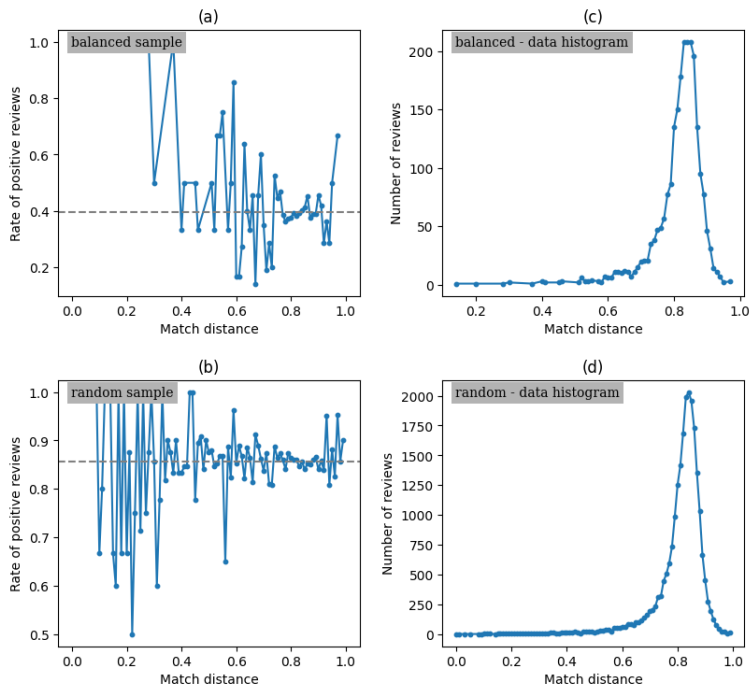 (a)
balanced sample
Rate of positive reviews
1.0
0.8
0.6
0.4
0.2
0.0 0.2 0.4 0.6 0.8 1.0
Match distance
(c)
balanced - data histogram
Number of reviews
200
150
100
50
0
0.2 0.4 0.6 0.8 1.0
Match distance
(b)
random sample
Rate of positive reviews
1.0
0.9
0.8
0.7
0.6
0.5
0.0 0.2 0.4 0.6 0.8 1.0
Match distance
(d)
random - data histogram
Number of reviews
2000
1750
1500
1250
1000
750
500
250
0
0.0 0.2 0.4 0.6 0.8 1.0
Match distance